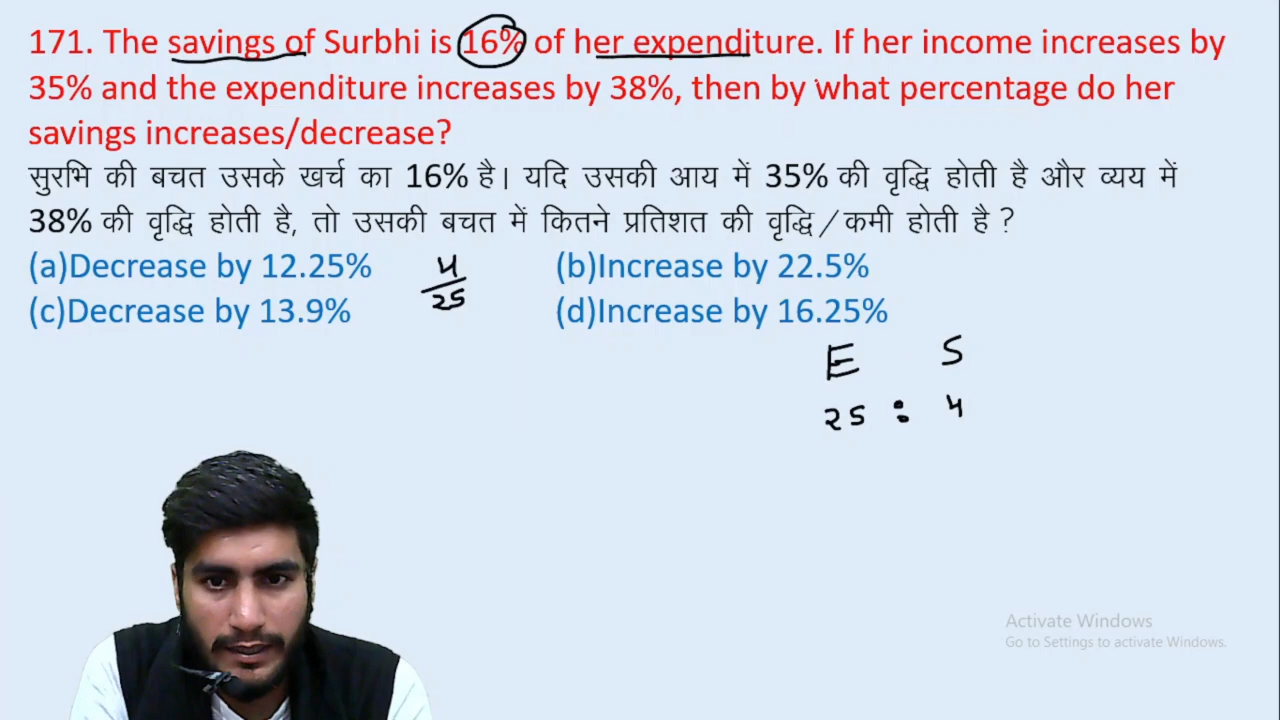 171. The savings of Surbhi is 16% of her expenditure. If her income increases by
35% and the expenditure increases by 38%, then by what percentage do her
savings increases/decrease?
सुरभि की बचत उसके खर्च का 16% है। यदि उसकी आय में 35% की वृद्धि होती है और व्यय में
38% की वृद्धि होती है, तो उसकी बचत में कितने प्रतिशत की वृद्धि/कमी होती है ?
(a)Decrease by 12.25% (b)Increase by 22.5%
(c)Decrease by 13.9% (d)Increase by 16.25%
4
25
E S
25 : 4
Activate Windows
Go to Settings to activate Windows.